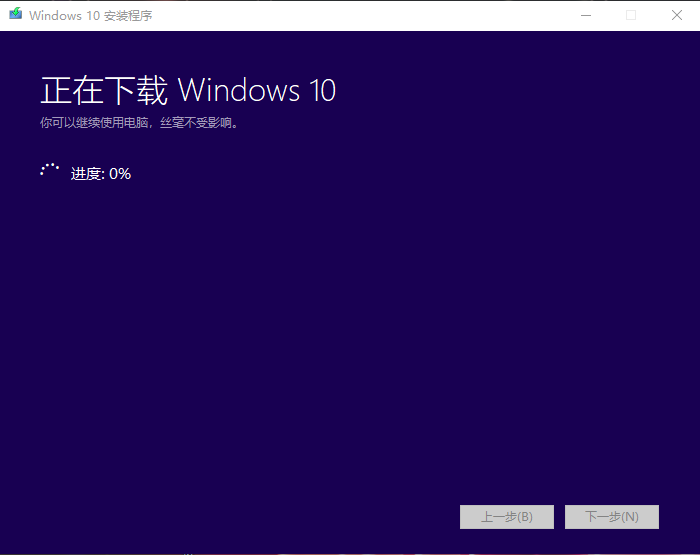 Windows 10 安装程序
正在下载 Windows 10
你可以继续使用电脑，丝毫不受影响。
进度: 0%
上一步(B)
下一步(N)